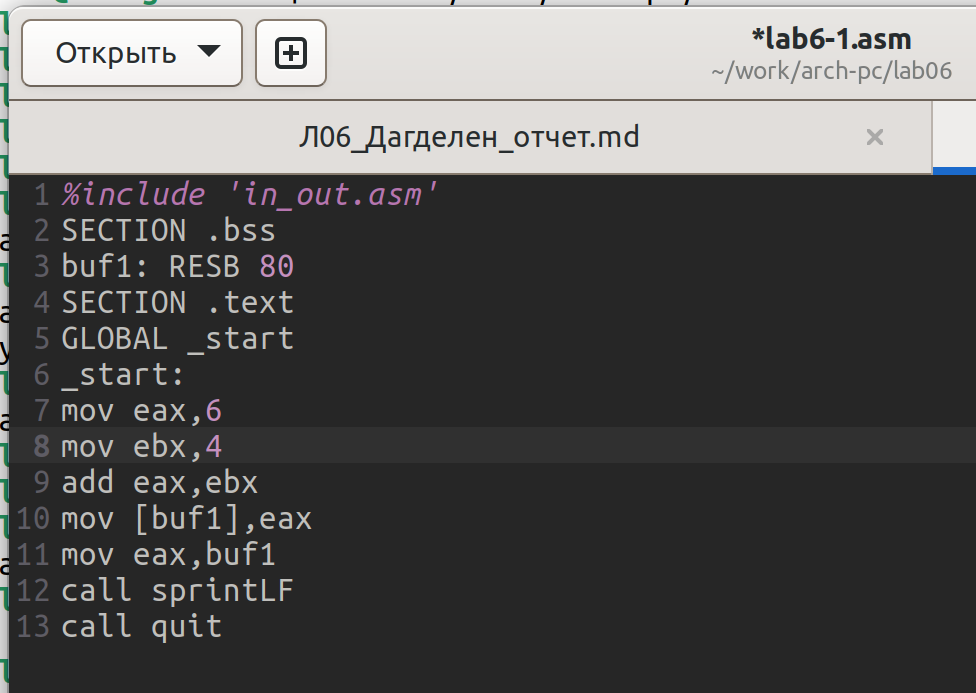 Открыть
*lab6-1.asm
~/work/arch-pc/lab06
Л06_Дагделен_отчет.md
1 %include 'in_out.asm'
2 SECTION .bss
3 buf1: RESB 80
4 SECTION .text
5 GLOBAL _start
6 _start:
7 mov eax,6
8 mov ebx,4
9 add eax,ebx
10 mov [buf1],eax
11 mov eax,buf1
12 call sprintLF
13 call quit